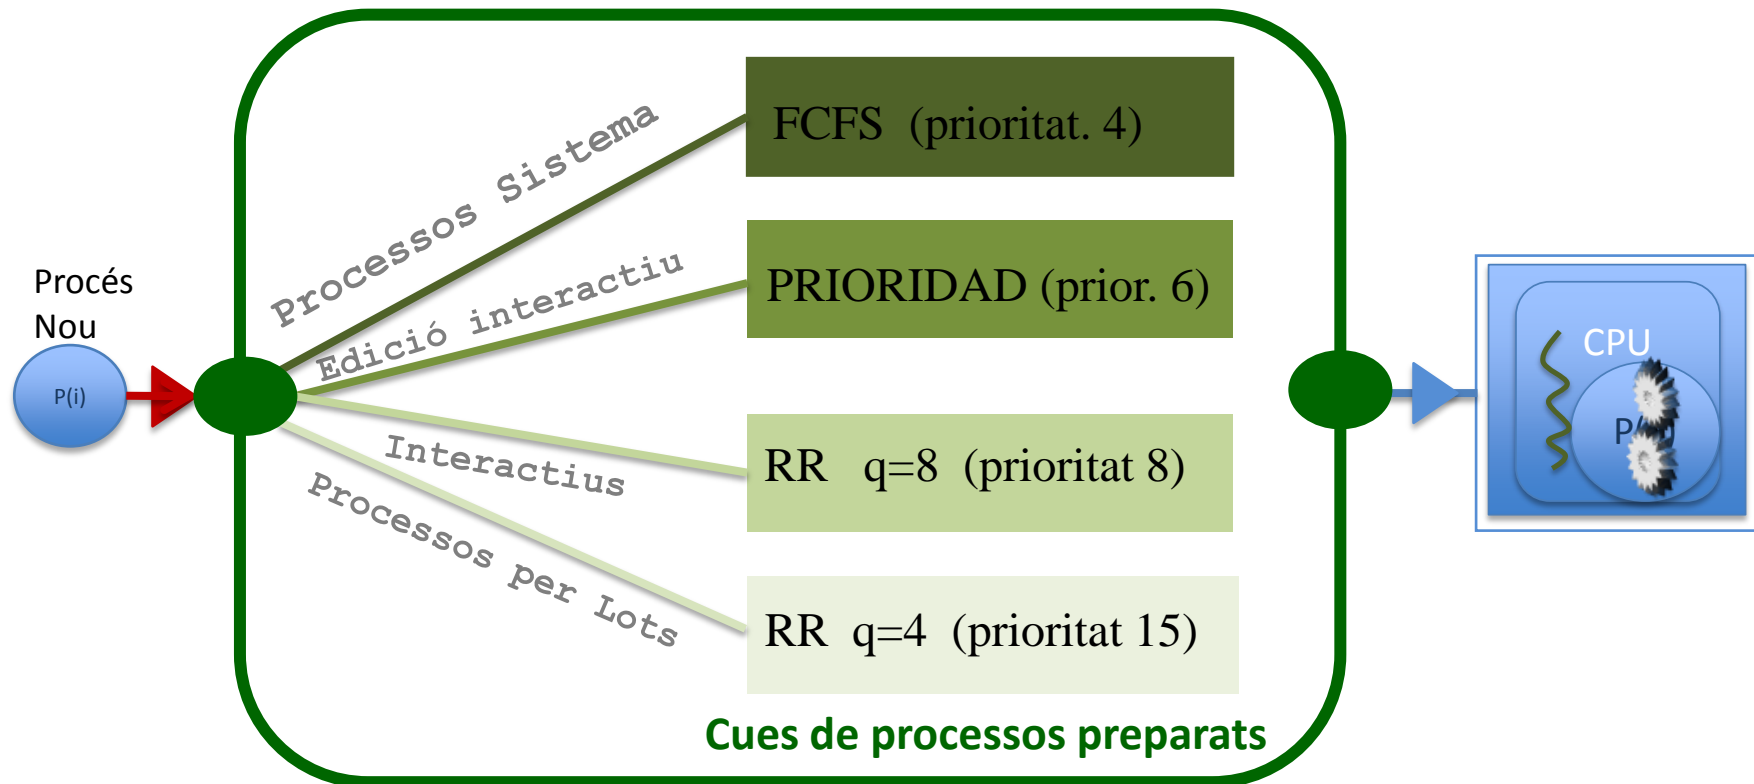 Procés
Nou
P(i)
Processos Sistema
Edició interactiu
Interactius
Processos per Lots
FCFS (prioritat. 4)
PRIORIDAD (prior. 6)
RR q=8 (prioritat 8)
RR q=4 (prioritat 15)
Cues de processos preparats
CPU